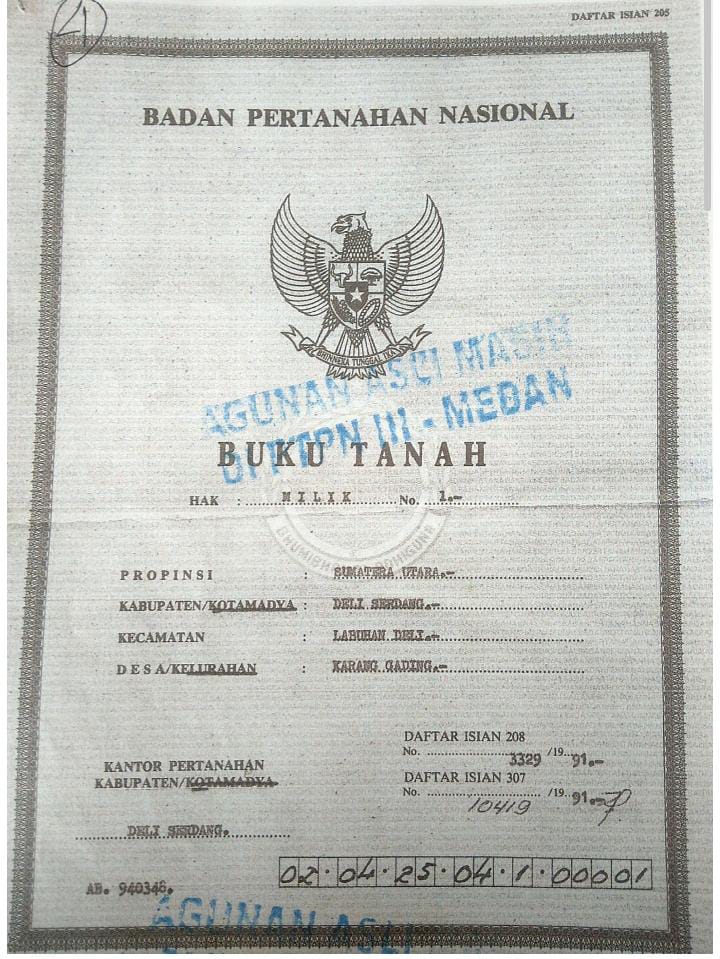 1
DAFTAR ISIAN 205
BADAN PERTANAHAN NASIONAL
BHINNEKA TUNGGAL IKA
AGUNAN ASLI MASIH
DI PTPN III - MEDAN
BUKU TANAH
HAK : MILIK No. 1.-
PROPINSI : SUMATERA UTARA.-
KABUPATEN/KOTAMADYA : DELI SERDANG.-
KECAMATAN : LABUHAN DELI.-
DESA/KELURAHAN : KARANG GADING.-
DAFTAR ISIAN 208
No. 3329 /19 91.-
KANTOR PERTANAHAN
KABUPATEN/KOTAMADYA
DAFTAR ISIAN 307
No. 10419 /19 91.-
DELI SERDANG.
AB. 940348.
02.04.25.04.1.00001
AGUNAN ASLI